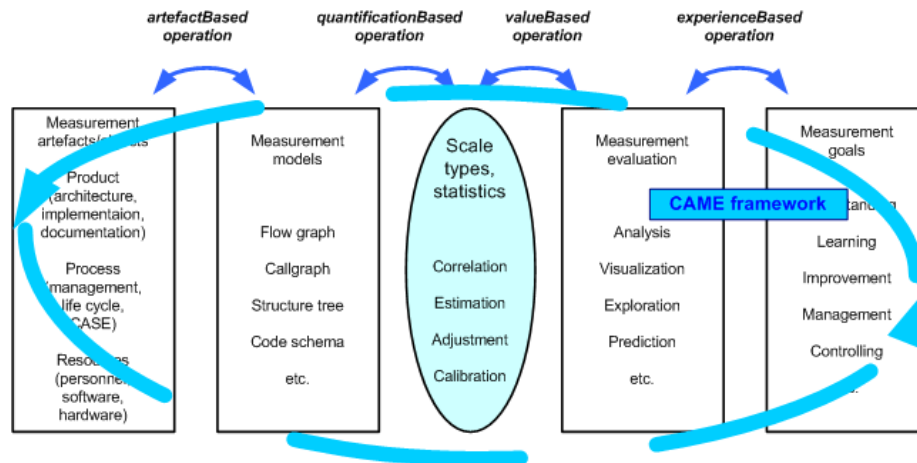 artefactBased
operation
quantificationBased
operation
valueBased
operation
experienceBased
operation
Measurement
Product
(architecture,
implementaion,
documentation)
Process
(management,
life cycle,
CASE)
Resources
(personnel,
software,
hardware)
Measurement
models
Flow graph
Callgraph
Structure tree
Code schema
etc.
Scale
types,
statistics
Correlation
Estimation
Adjustment
Calibration
Measurement
evaluation
Analysis
Visualization
Exploration
Prediction
etc.
CAME framework
Measurement
goals
Learning
Improvement
Management
Controlling